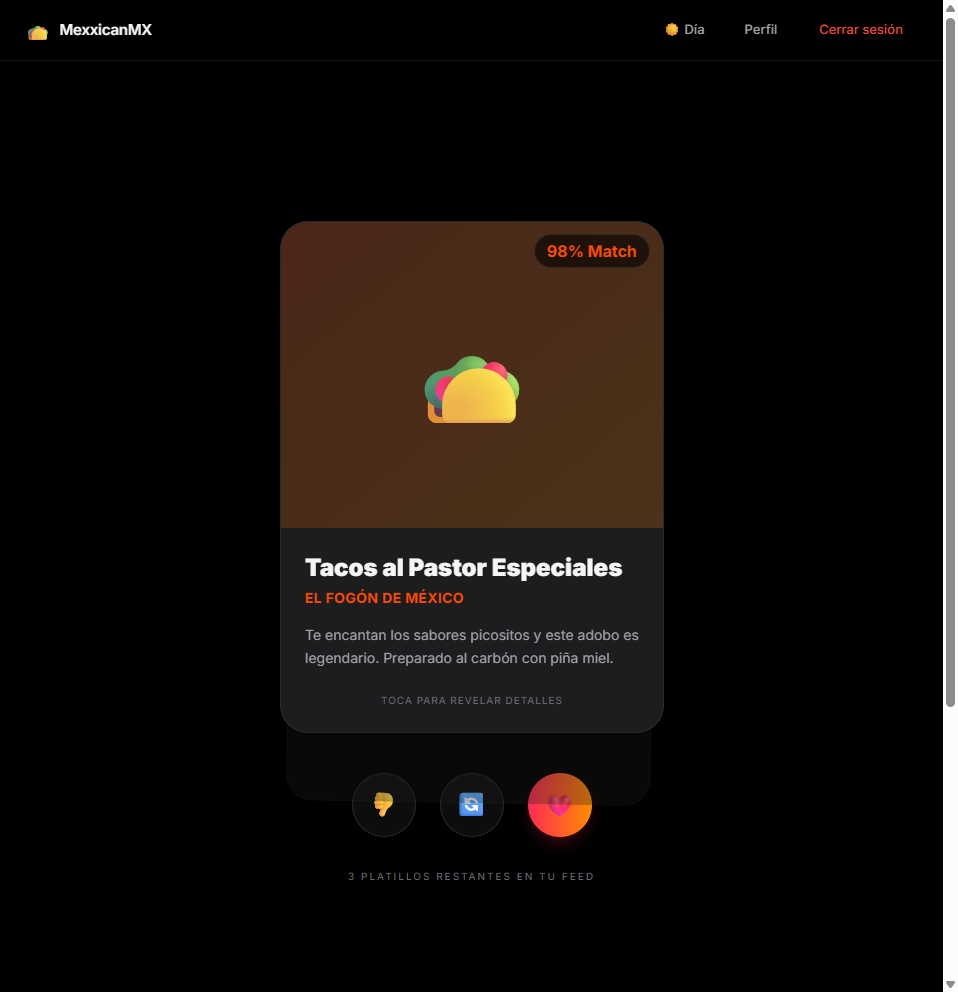 MexxicanMX
Día
Perfil
Cerrar sesión
98% Match
Tacos al Pastor Especiales
EL FOGÓN DE MÉXICO
Te encantan los sabores picositos y este adobo es
legendario. Preparado al carbón con piña miel.
TOCA PARA REVELAR DETALLES
3 PLATILLOS RESTANTES EN TU FEED